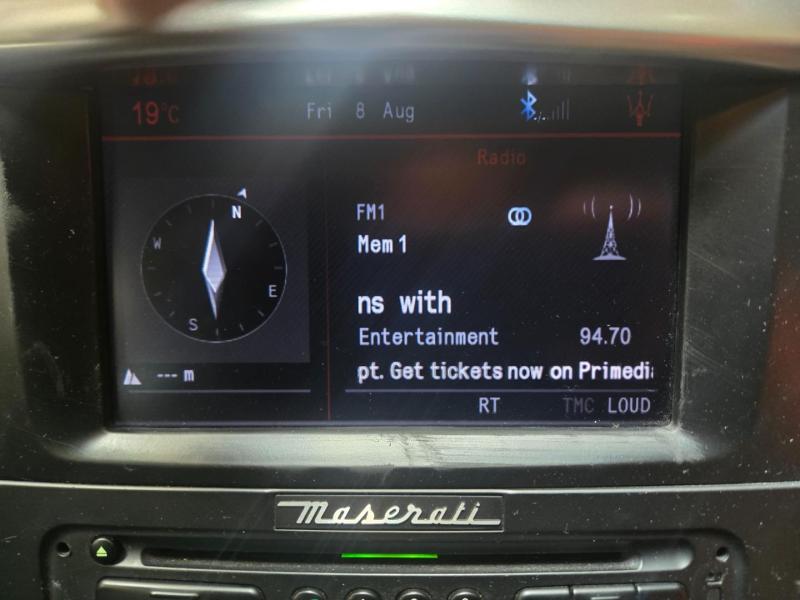 19°C
Fri 8 Aug
Radio
FM1
Mem 1
ns with
Entertainment 94.70
pt. Get tickets now on Primedi
RT TMC LOUD
N
W
E
S
--- m
Maserati